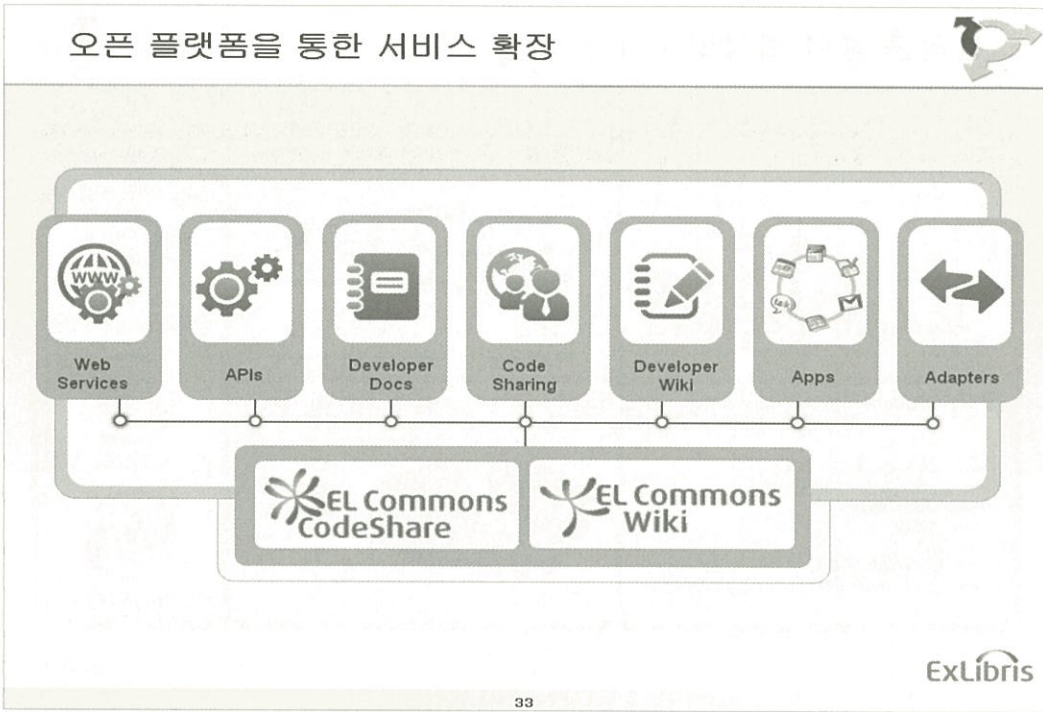 오픈 플랫폼을 통한 서비스 확장
WWW
Web
Services
APIs
Developer
Docs
Code
Sharing
Developer
Wiki
Apps
Adapters
EL Commons
CodeShare
EL Commons
Wiki
ExLibris
33